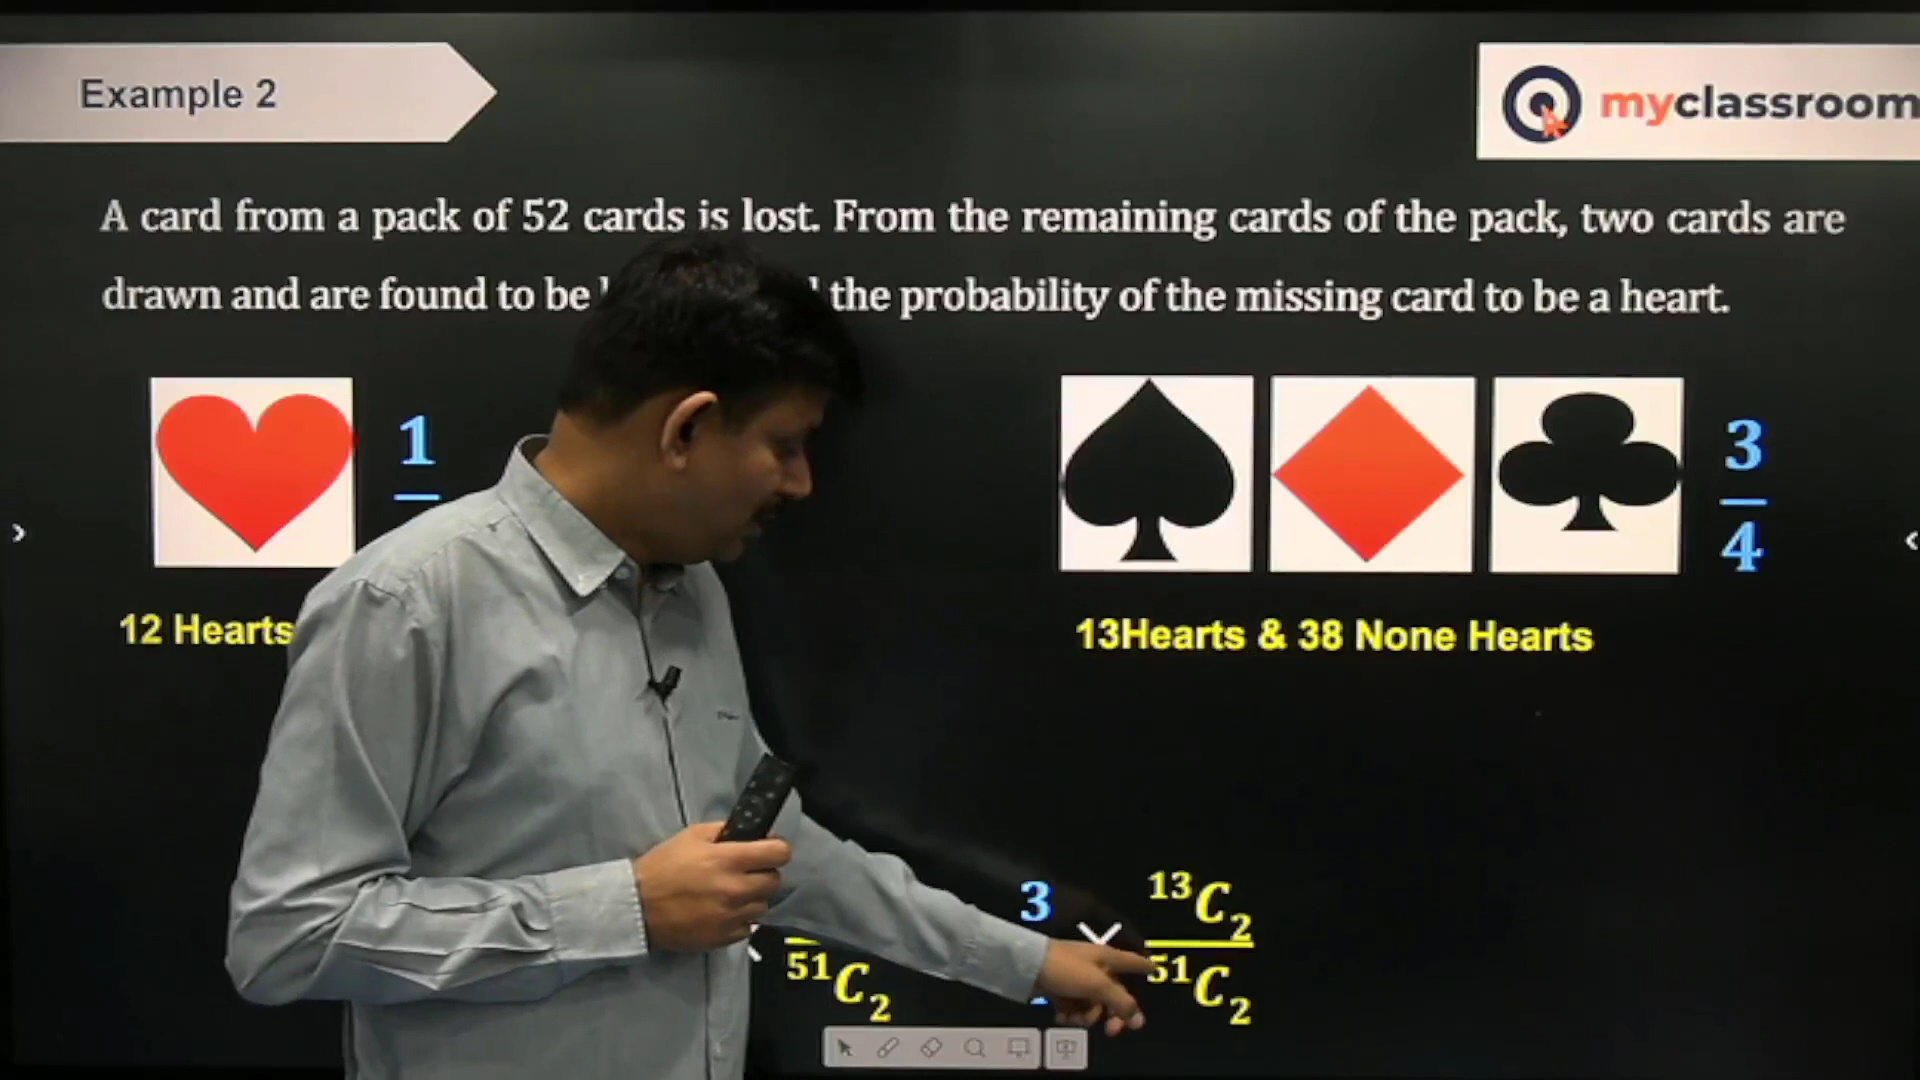 Example 2
myclassroom
A card from a pack of 52 cards is lost. From the remaining cards of the pack, two cards are
drawn and are found to be the probability of the missing card to be a heart.
1
3
4
12 Hearts
13Hearts & 38 None Hearts
51C2
3
×
13C2
51C2